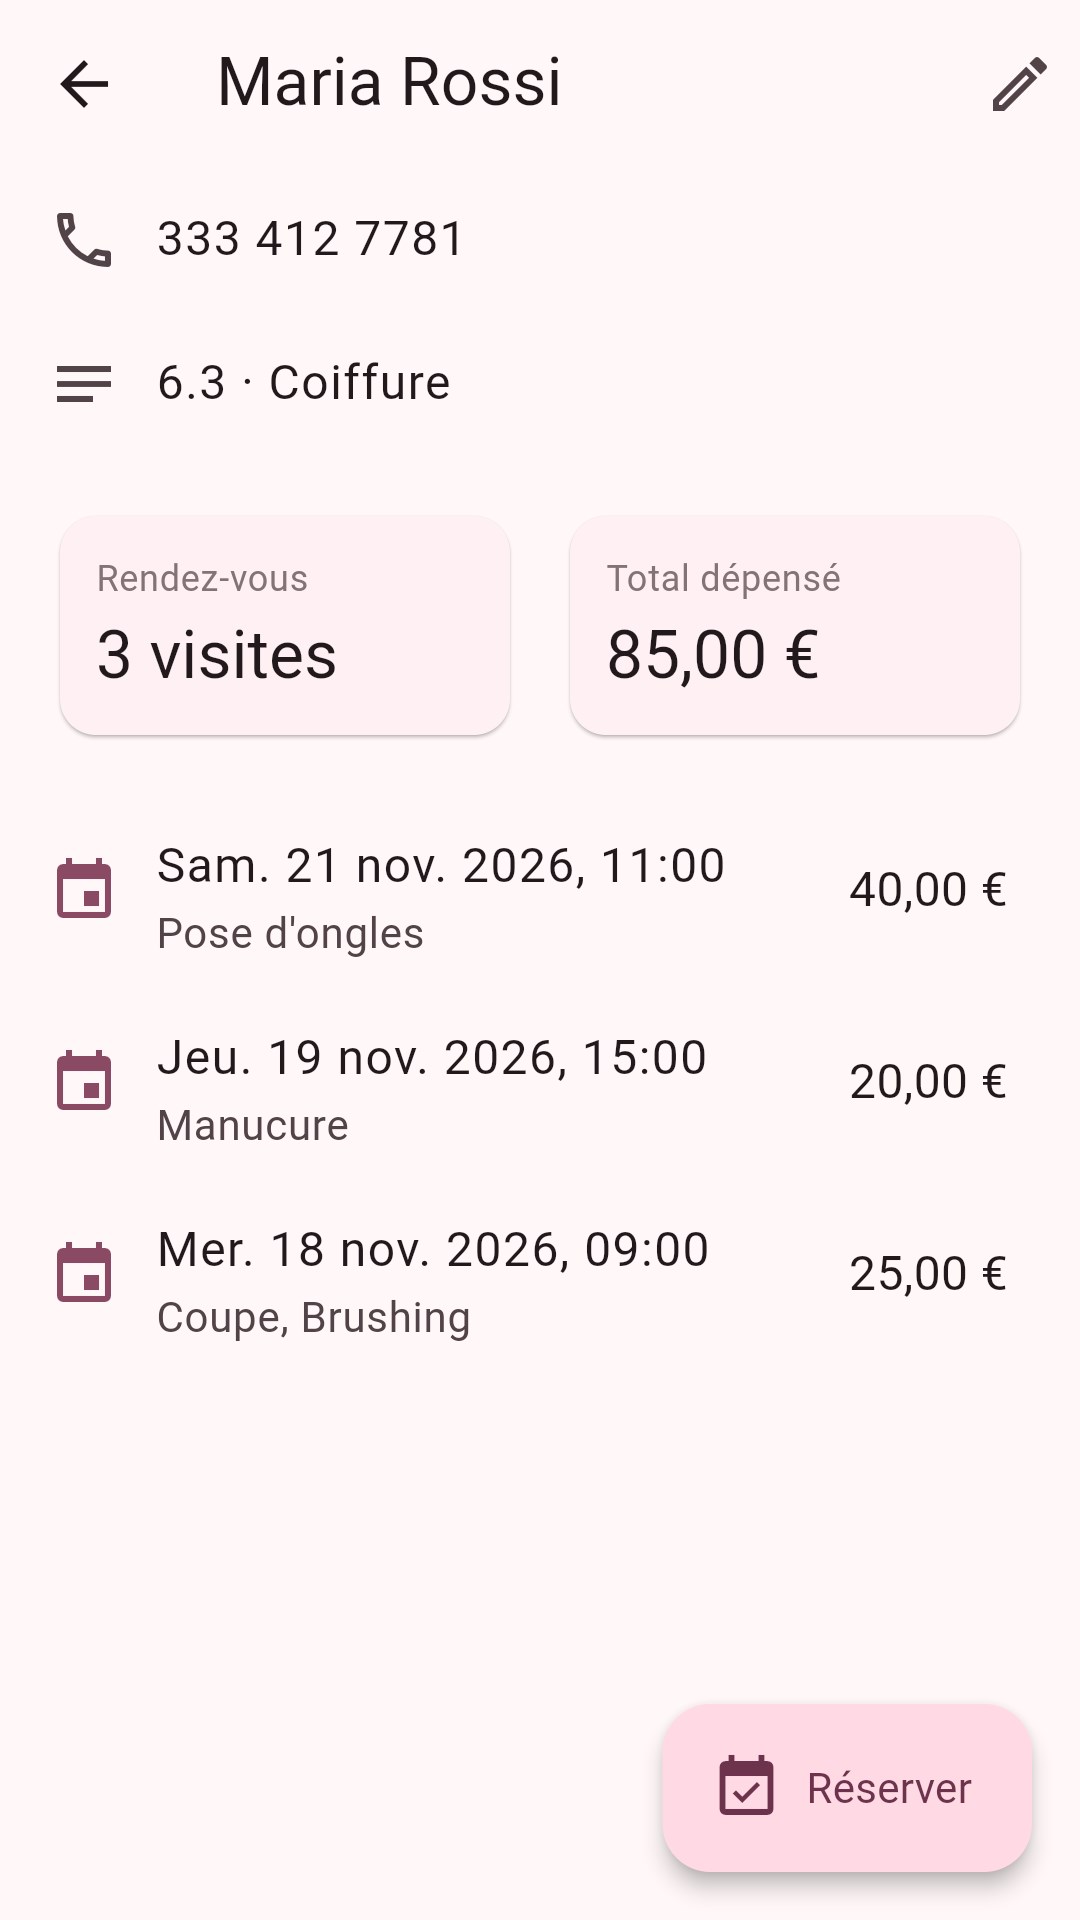 Maria Rossi
333 412 7781
6.3 · Coiffure
Rendez-vous
3 visites
Total dépensé
85,00 €
Sam. 21 nov. 2026, 11:00
Pose d'ongles
40,00 €
Jeu. 19 nov. 2026, 15:00
Manucure
20,00 €
Mer. 18 nov. 2026, 09:00
Coupe, Brushing
25,00 €
Réserver